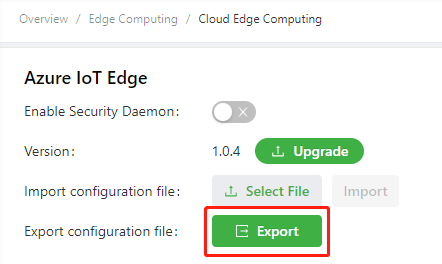 Overview / Edge Computing / Cloud Edge Computing
Azure IoT Edge
Enable Security Daemon:
Version: 1.0.4 Upgrade
Import configuration file: Select File Import
Export configuration file: Export